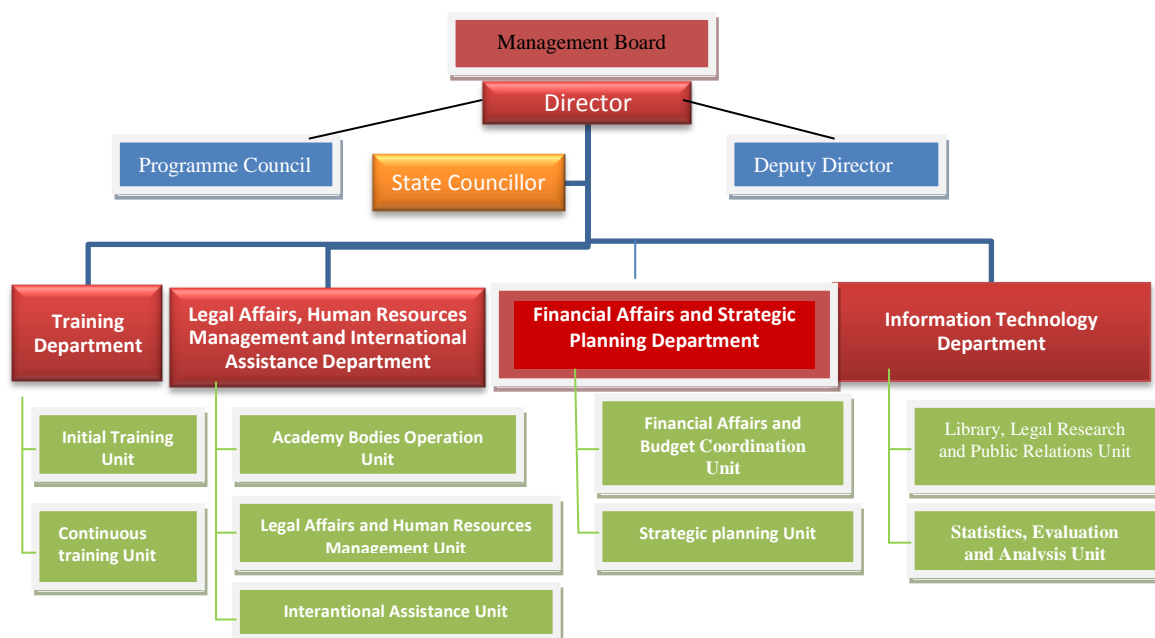 Management Board
Director
Programme Council
Deputy Director
State Councillor
Training
Department
Legal Affairs, Human Resources
Management and International
Assistance Department
Financial Affairs and Strategic
Planning Department
Information Technology
Department
Initial Training
Unit
Continuous
training Unit
Academy Bodies Operation
Unit
Legal Affairs and Human Resources
Management Unit
Interantional Assistance Unit
Financial Affairs and
Budget Coordination
Unit
Strategic planning Unit
Library, Legal Research
and Public Relations Unit
Statistics, Evaluation
and Analysis Unit